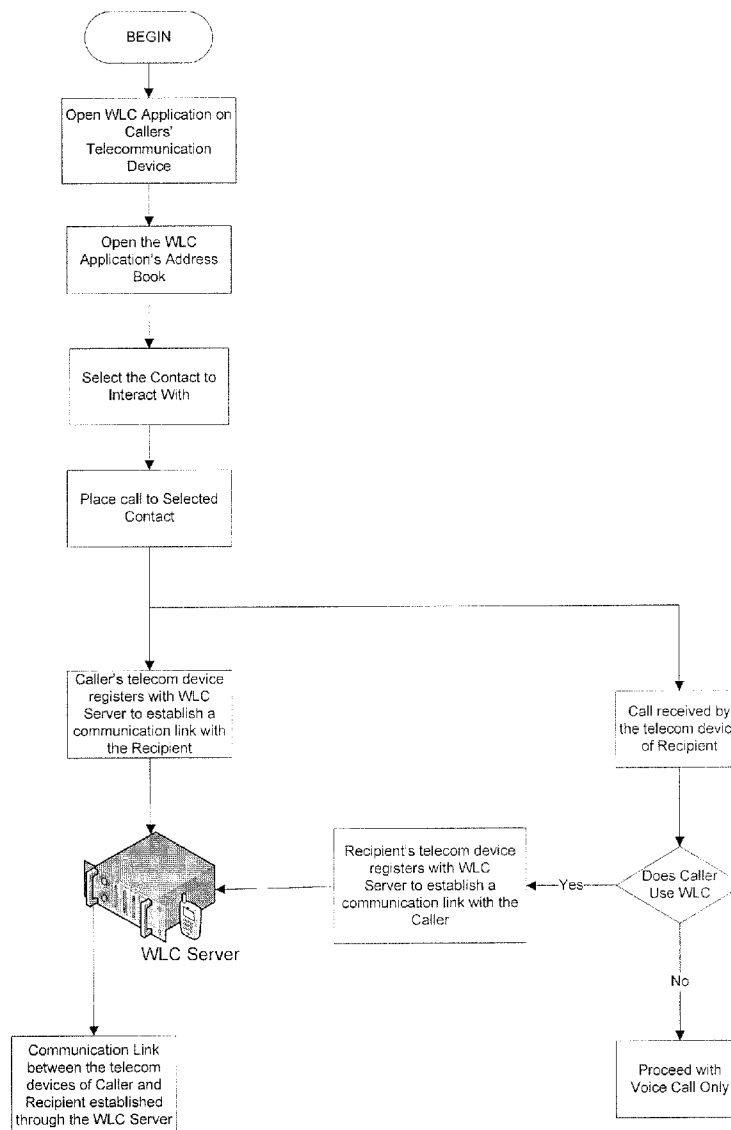 BEGIN
Open WLC Application on
Callers'
Telecommunication
Device
Open the WLC
Application's Address
Book
Select the Contact to
Interact With
Place call to Selected
Contact
Caller's telecom device
registers with WLC
Server to establish a
communication link with
the Recipient
Call received by
the telecom devic
of Recipient
Recipient's telecom device
registers with WLC
Server to establish a
communication link with the
Caller
Yes
Does Caller
Use WLC
WLC Server
No
Communication Link
between the telecom
devices of Caller and
Recipient established
through the WLC Server
Proceed with
Voice Call Only